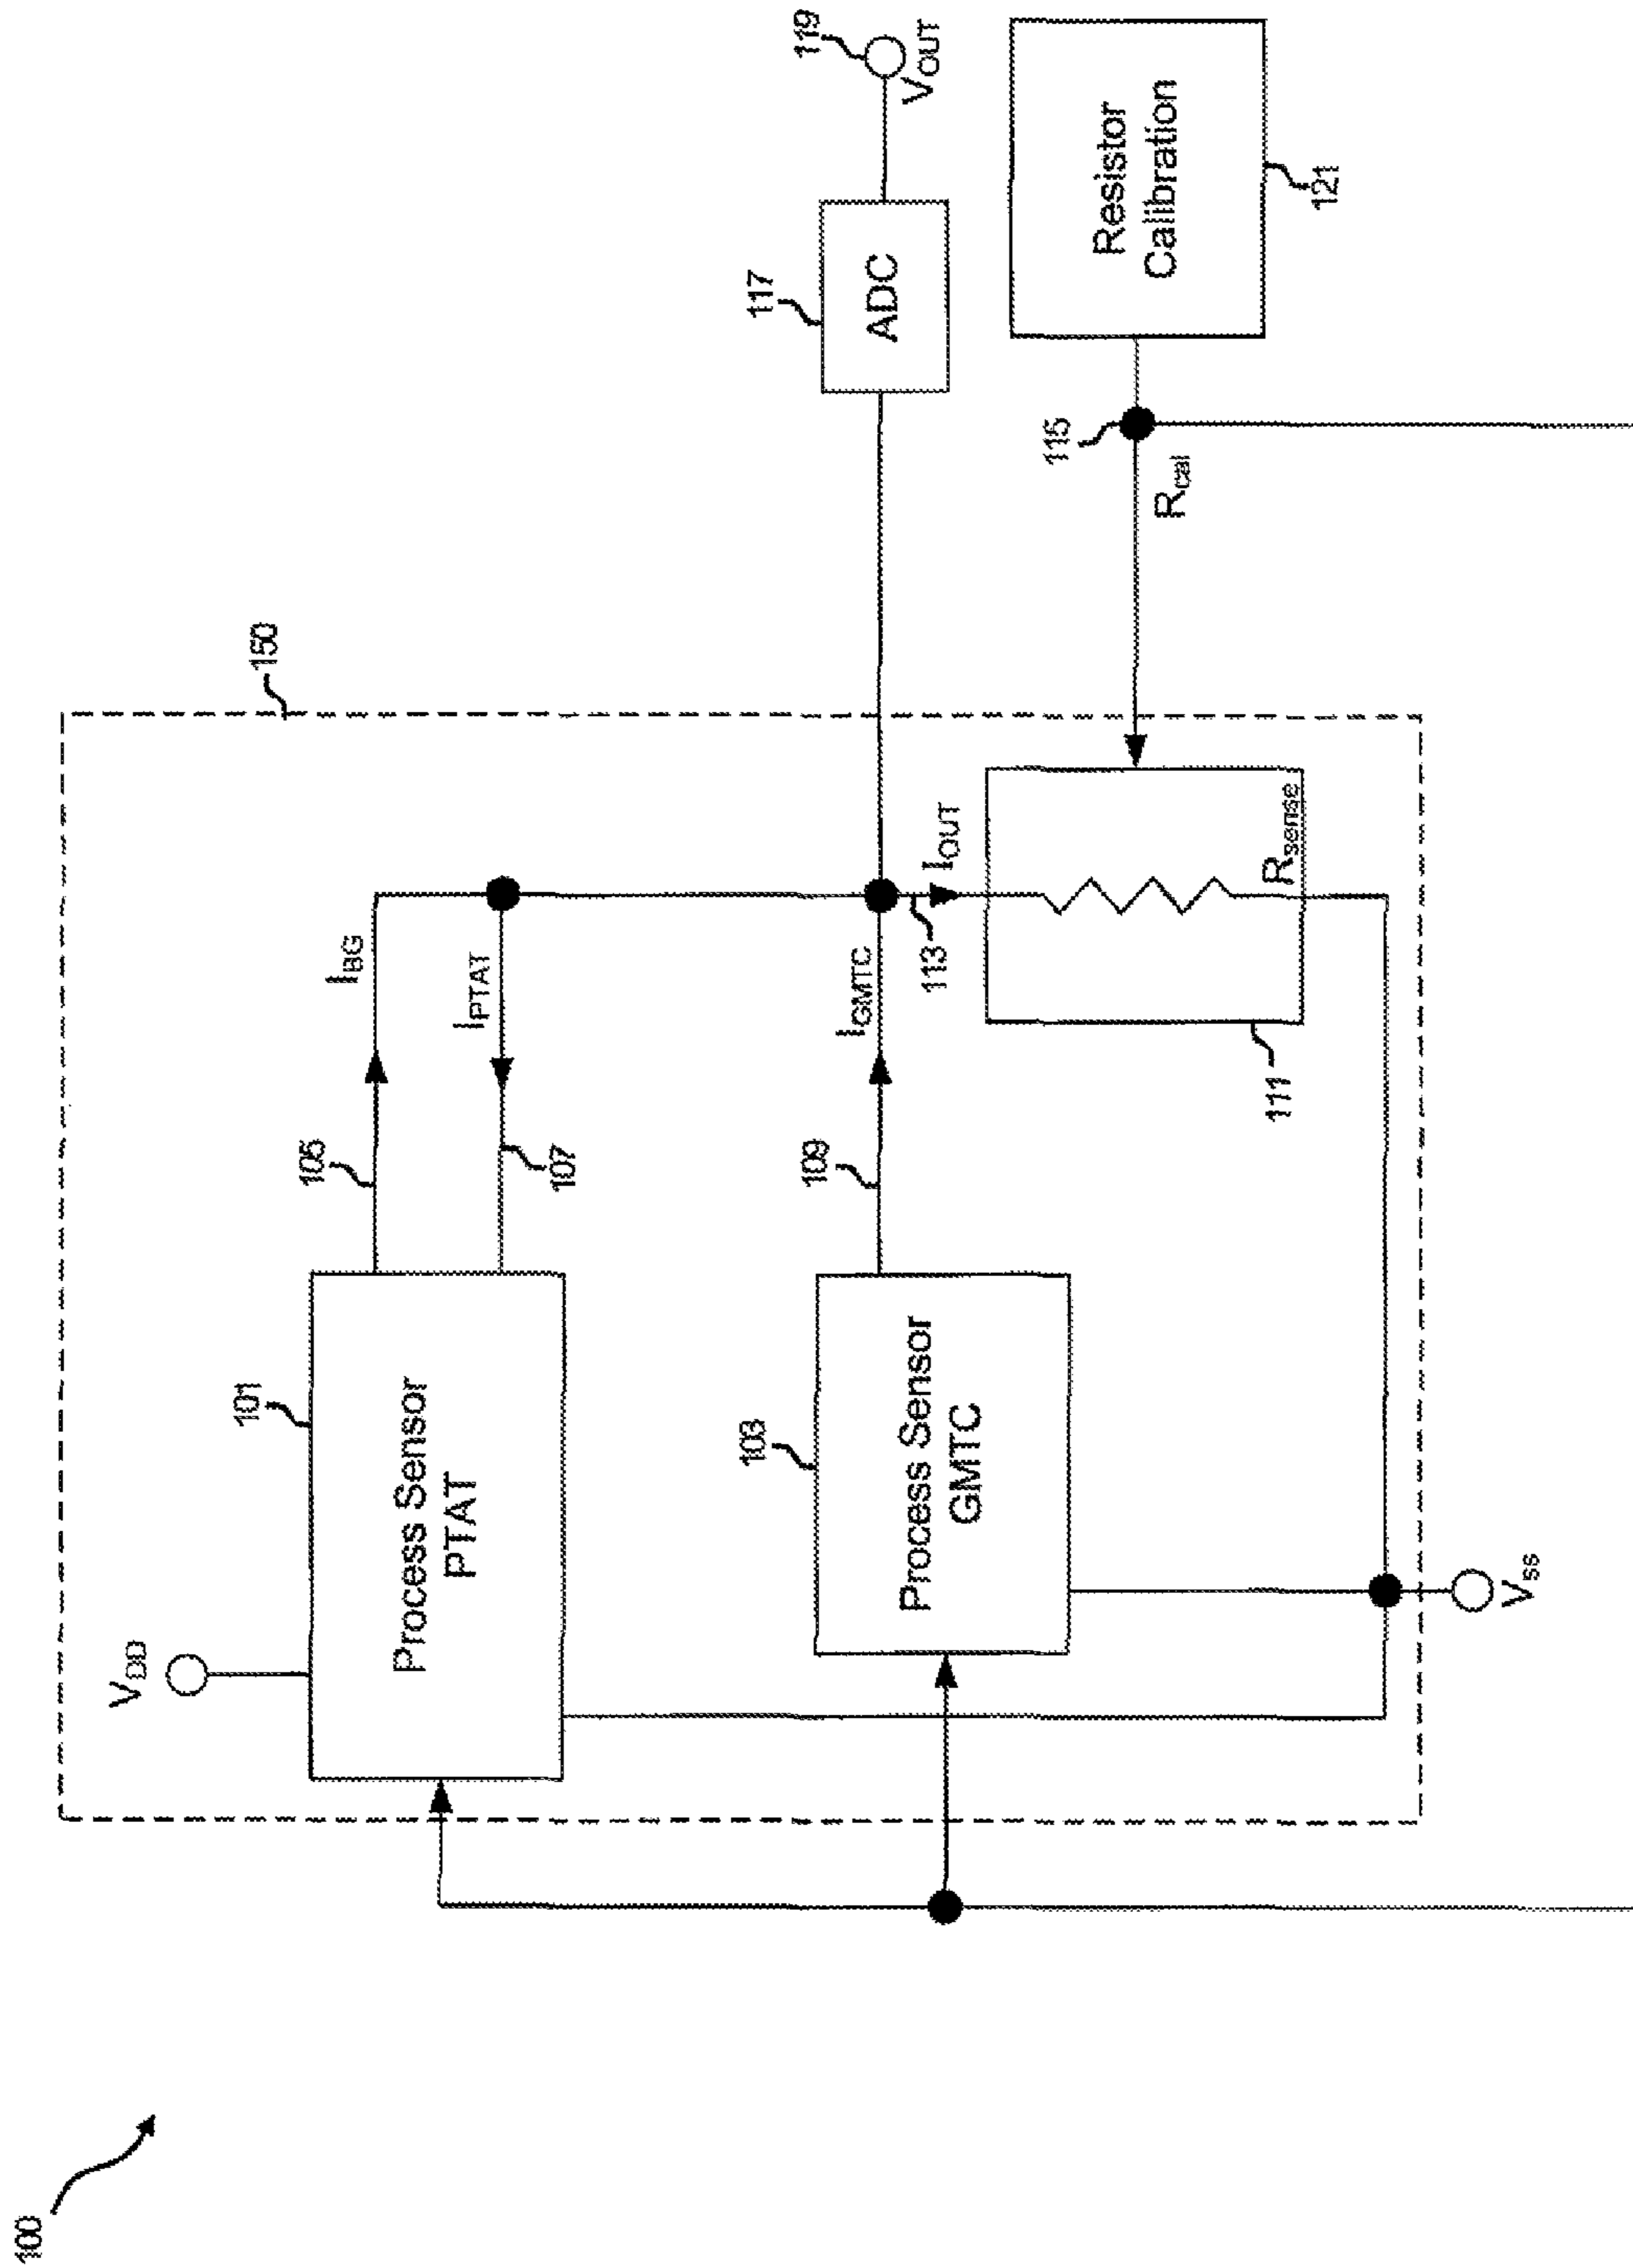 100
150
V_DD
101
Process Sensor
PTAT
105
I_BG
I_PTAT
107
103
Process Sensor
GMTC
109
I_GMTC
113
I_OUT
111
R_sense
V_ss
117
ADC
119
V_OUT
115
R_cal
Resistor
Calibration
121